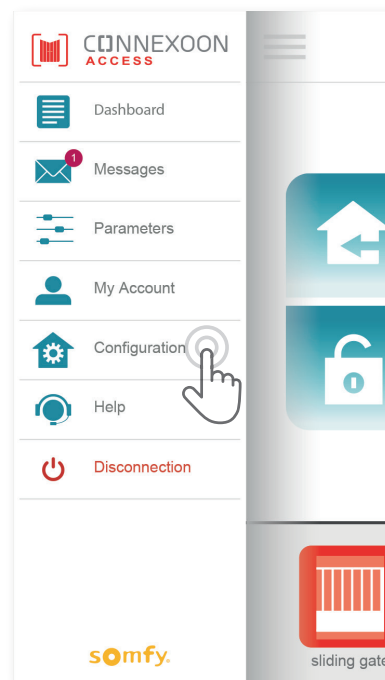 CONNEXOON
ACCESS
Dashboard
1
Messages
Parameters
My Account
Configuration
Help
Disconnection
somfy.
sliding gate